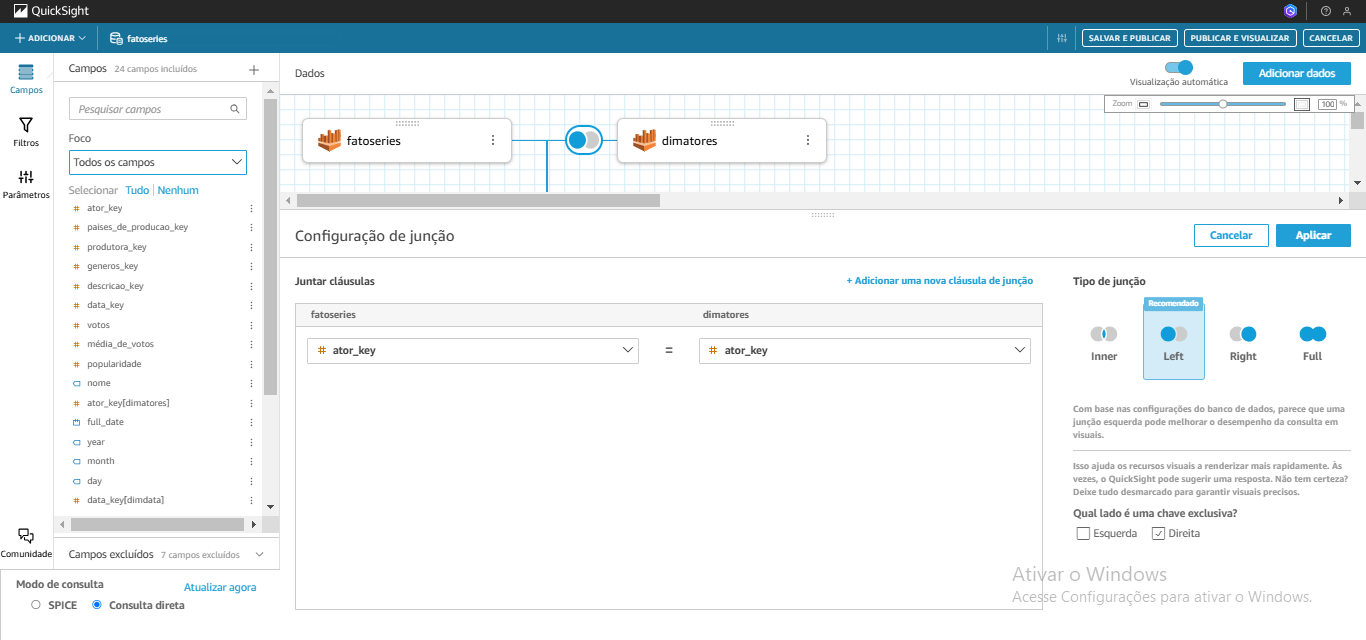 QuickSight
ADICIONAR
fatoseries
SALVAR E PUBLICAR
PUBLICAR E VISUALIZAR
CANCELAR
Campos
Filtros
Parâmetros
Comunidade
Campos 24 campos incluídos
Pesquisar campos
Foco
Todos os campos
Selecionar Tudo Nenhum
ator_key
paises_de_producao_key
produtora_key
generos_key
descricao_key
data_key
votos
média_de_votos
popularidade
nome
ator_key[dimatores]
full_date
year
month
day
data_key[dimdata]
Campos excluídos 7 campos excluídos
Modo de consulta Atualizar agora
SPICE Consulta direta
Dados
Visualização automática
Adicionar dados
Zoom 100 %
fatoseries
dimatores
Configuração de junção
Cancelar
Aplicar
Juntar cláusulas
+ Adicionar uma nova cláusula de junção
fatoseries dimatores
ator_key = ator_key
Tipo de junção
Recomendado
Inner Left Right Full
Com base nas configurações do banco de dados, parece que uma
junção esquerda pode melhorar o desempenho da consulta em
visuais.
Isso ajuda os recursos visuais a renderizar mais rapidamente. Às
vezes, o QuickSight pode sugerir uma resposta. Não tem certeza?
Deixe tudo desmarcado para garantir visuais precisos.
Qual lado é uma chave exclusiva?
Esquerda Direita
Ativar o Windows
Acesse Configurações para ativar o Windows.